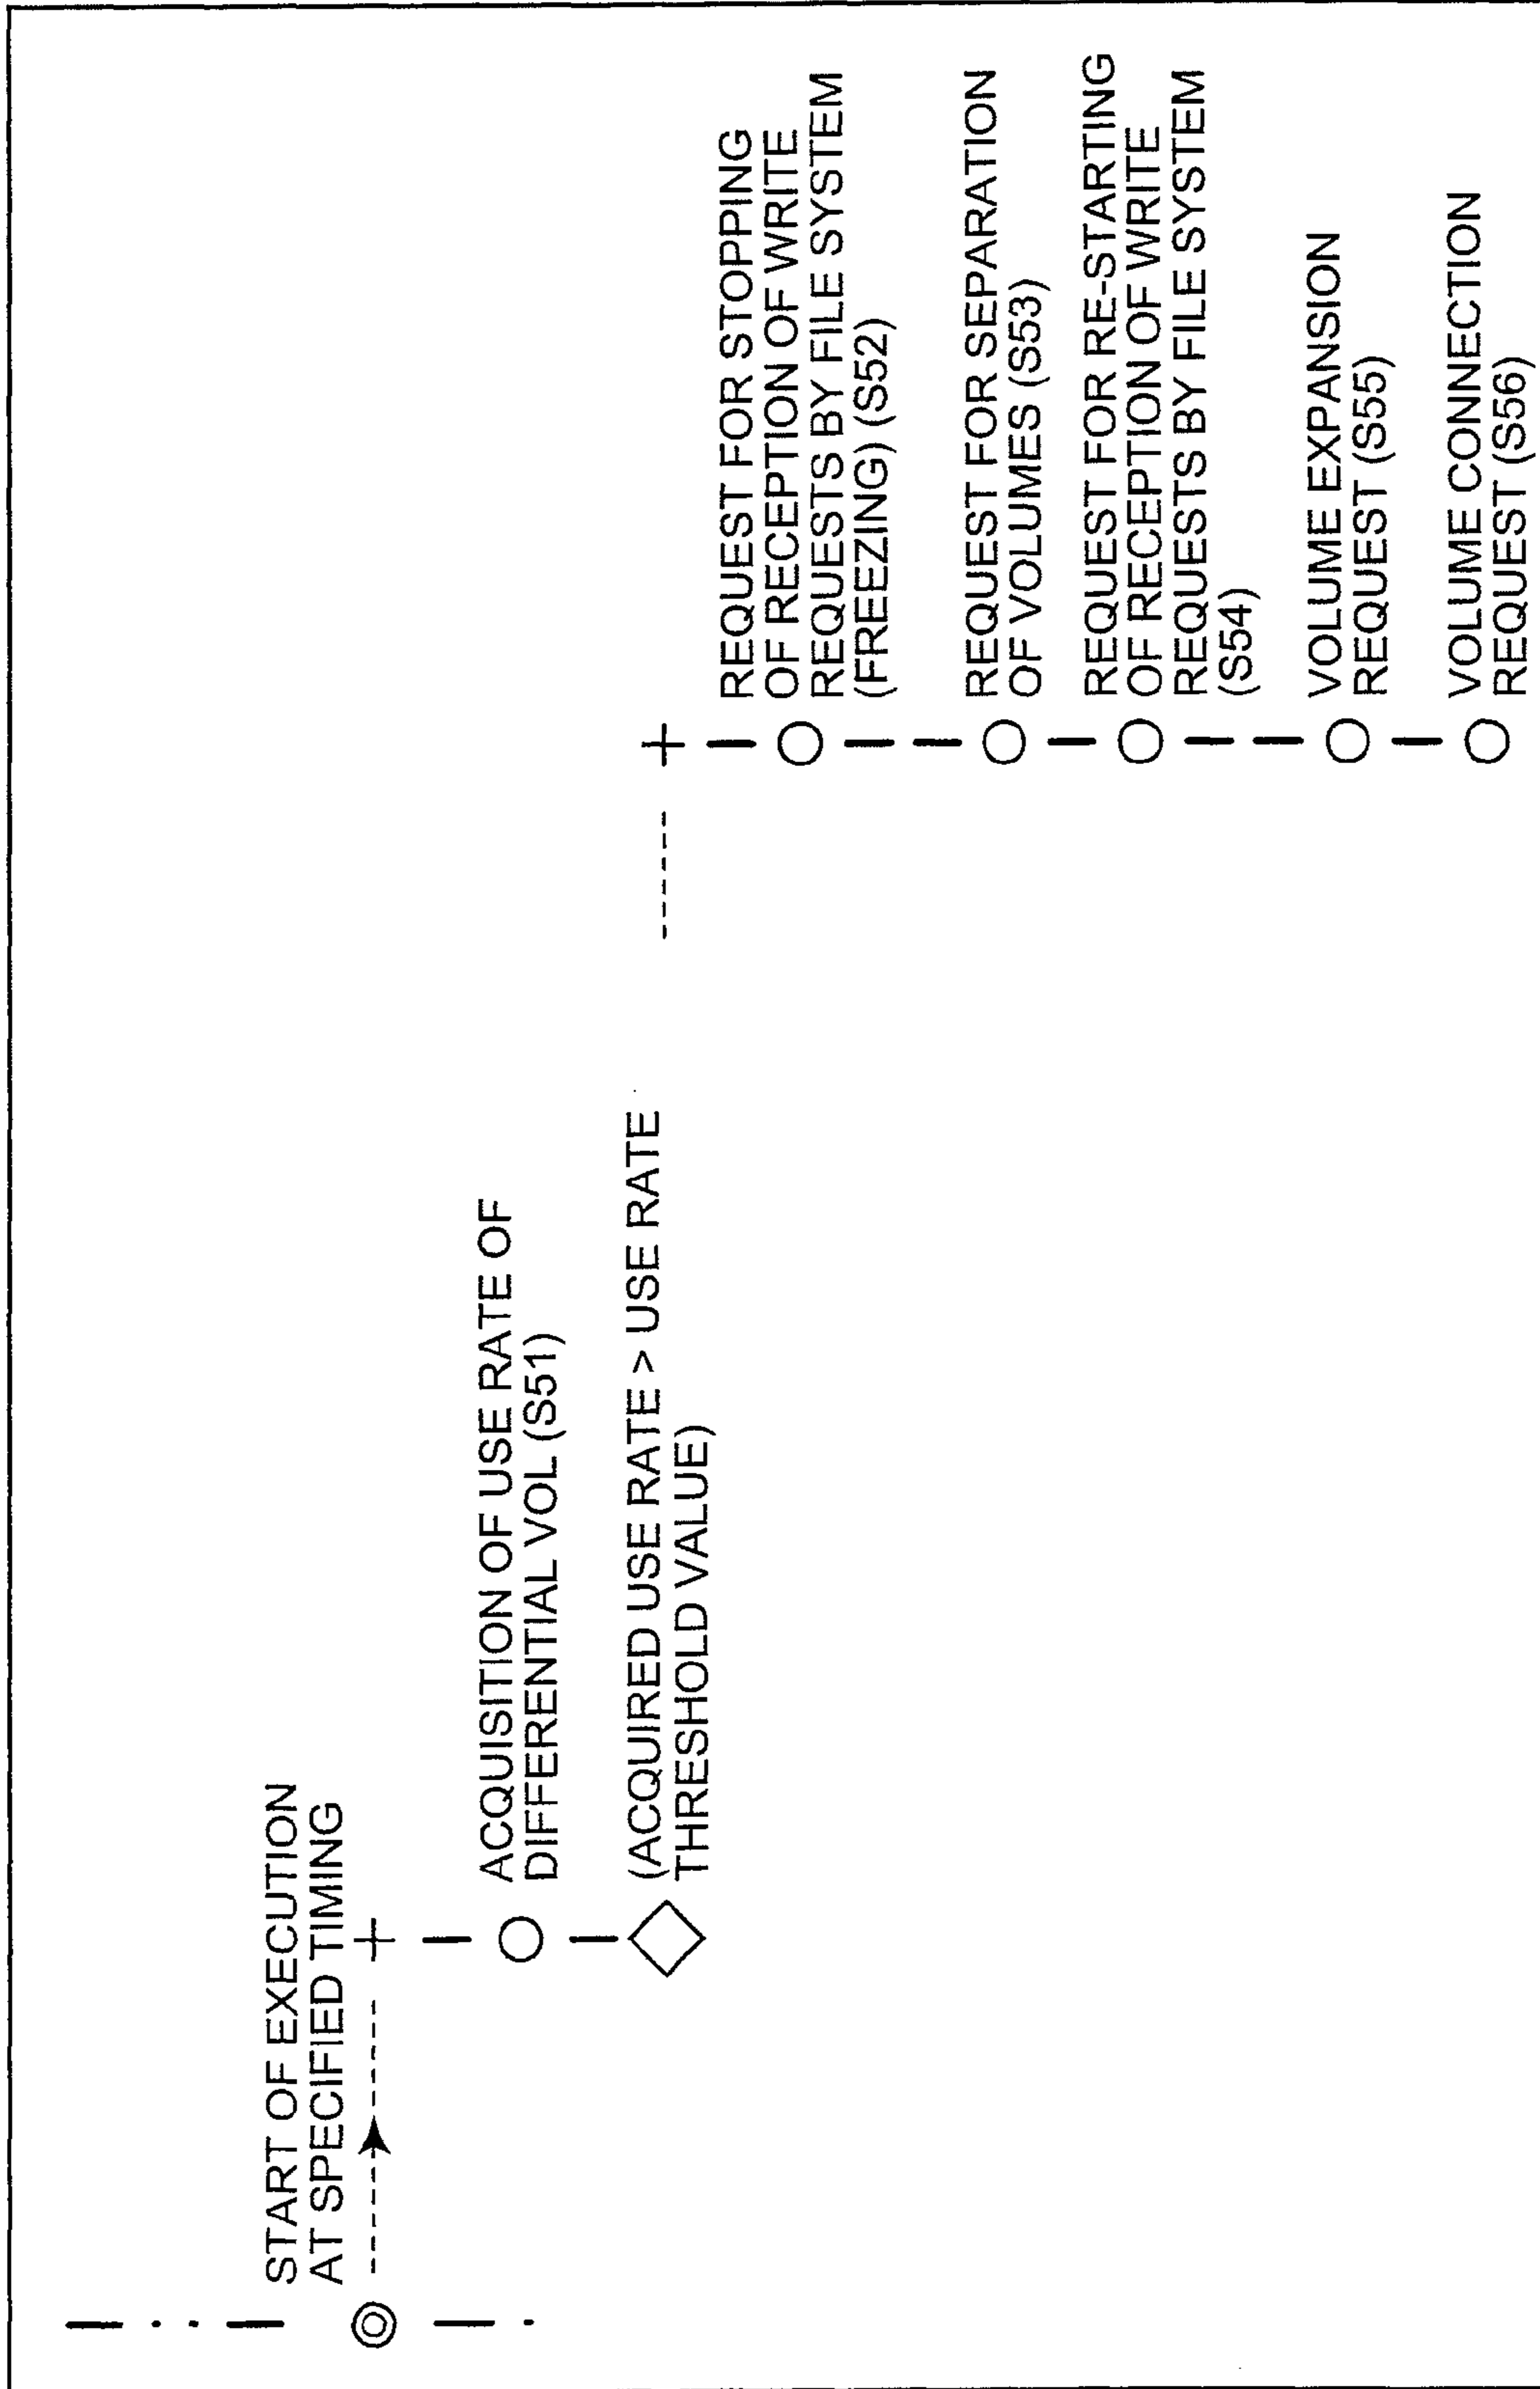 START OF EXECUTION
AT SPECIFIED TIMING
ACQUISITION OF USE RATE OF
DIFFERENTIAL VOL (S51)
(ACQUIRED USE RATE > USE RATE
THRESHOLD VALUE)
REQUEST FOR STOPPING
OF RECEPTION OF WRITE
REQUESTS BY FILE SYSTEM
(FREEZING) (S52)
REQUEST FOR SEPARATION
OF VOLUMES (S53)
REQUEST FOR RE-STARTING
OF RECEPTION OF WRITE
REQUESTS BY FILE SYSTEM
(S54)
VOLUME EXPANSION
REQUEST (S55)
VOLUME CONNECTION
REQUEST (S56)